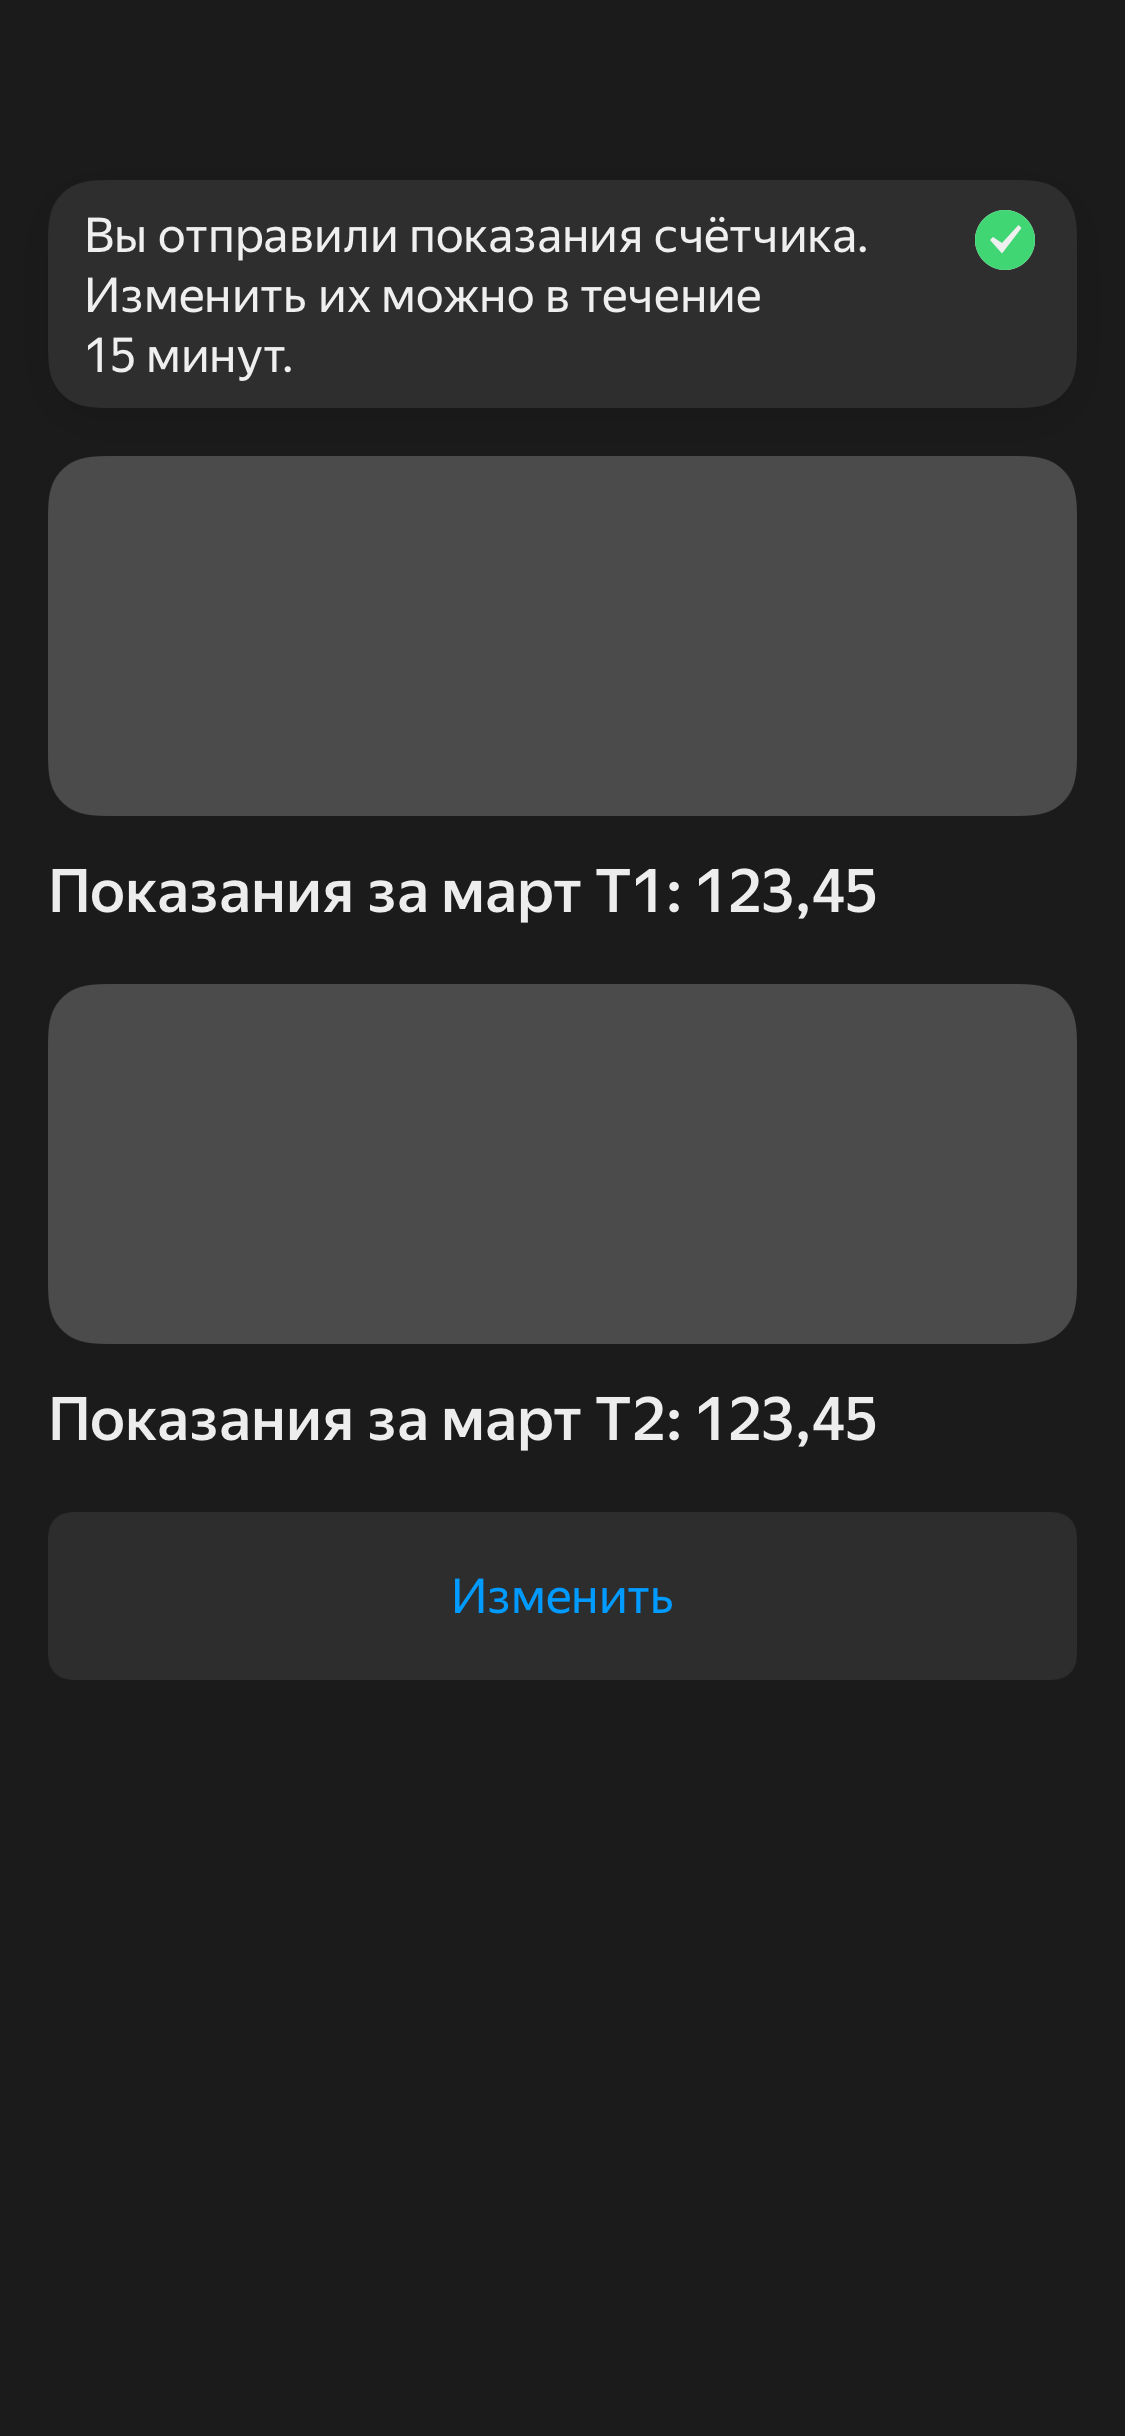 Вы отправили показания счётчика.
Изменить их можно в течение
15 минут.
Показания за март Т1: 123,45
Показания за март Т2: 123,45
Изменить